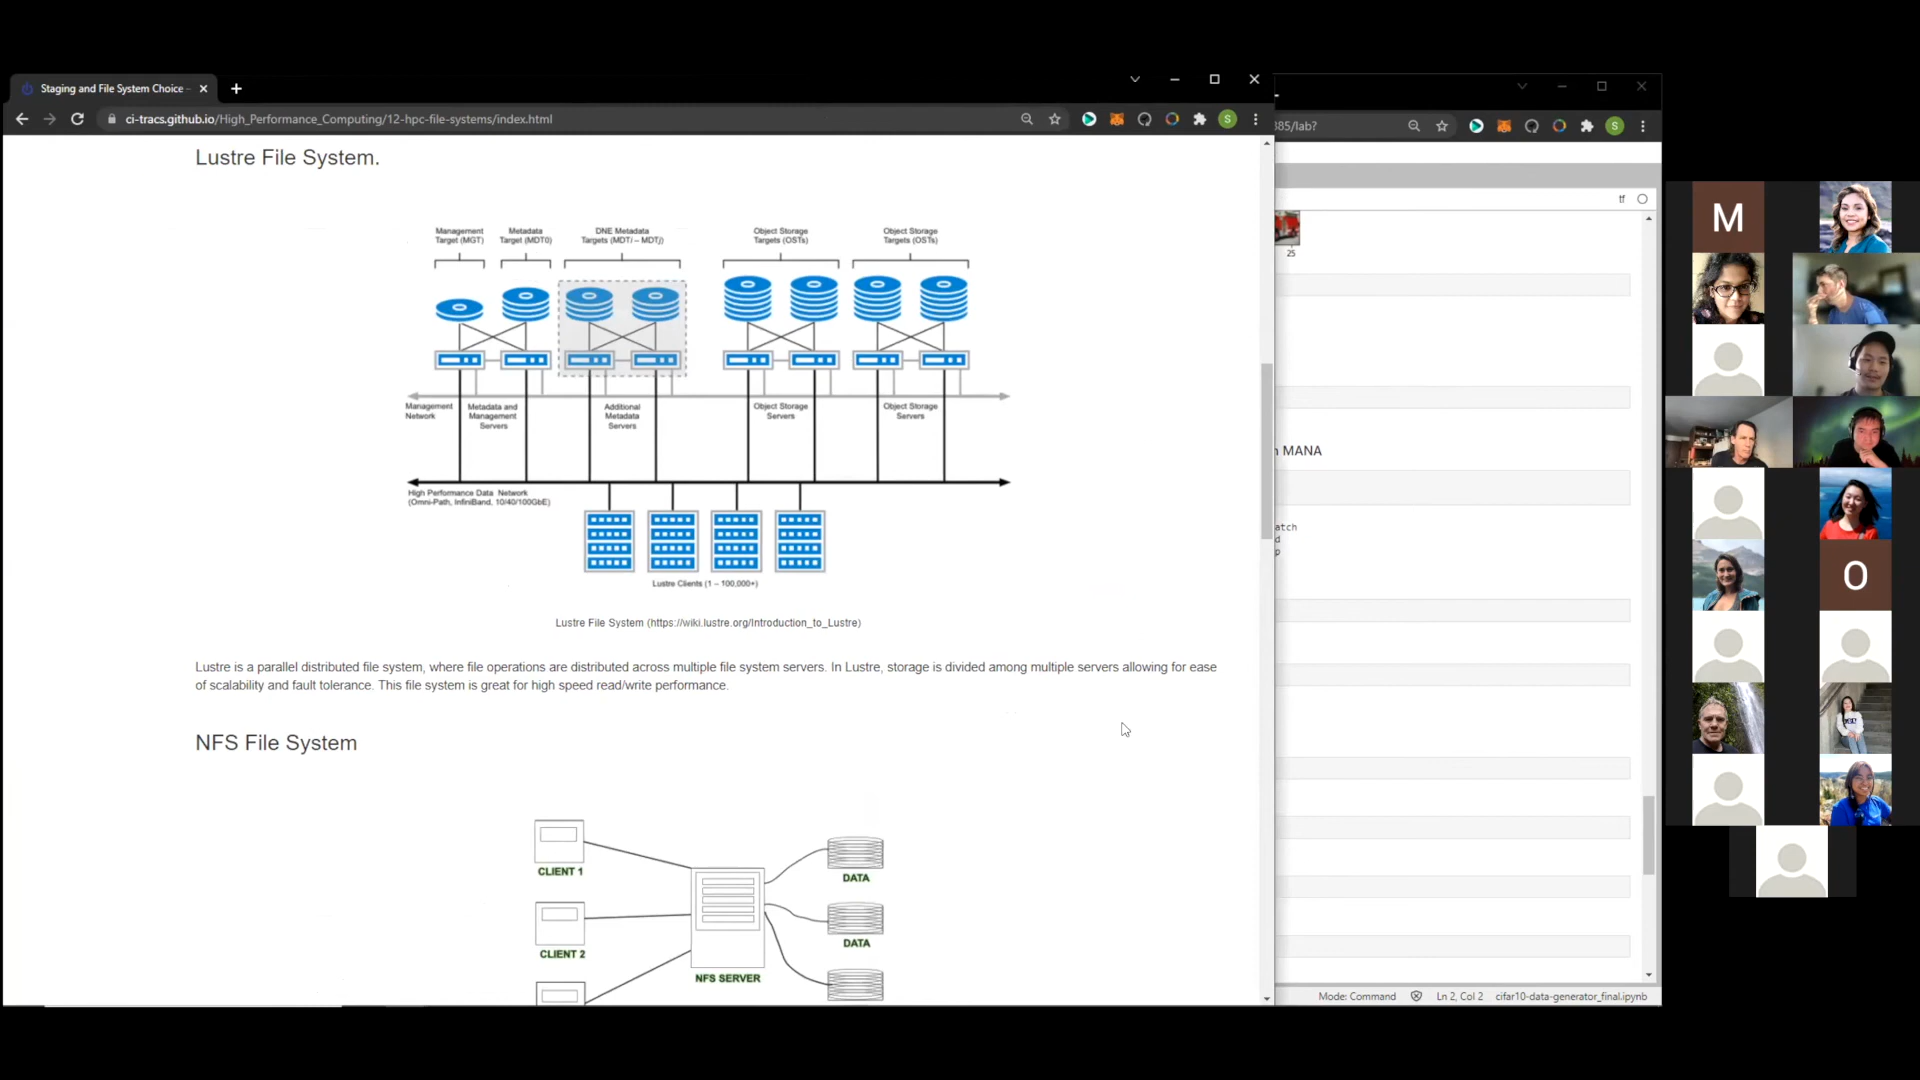 Staging and File System Choice -
ci-tracs.github.io/High_Performance_Computing/12-hpc-file-systems/index.html
S
Lustre File System.
Management
Target (MGT)
Metadata
Target (MDT0)
DNE Metadata
Targets (MDTi – MDTj)
Object Storage
Targets (OSTs)
Object Storage
Targets (OSTs)
Management
Network
Metadata and
Management
Servers
Additional
Metadata
Servers
Object Storage
Servers
Object Storage
Servers
High Performance Data Network
(Omni-Path, InfiniBand, 10/40/100GbE)
Lustre Clients (1 – 100,000+)
Lustre File System (https://wiki.lustre.org/Introduction_to_Lustre)
Lustre is a parallel distributed file system, where file operations are distributed across multiple file system servers. In Lustre, storage is divided among multiple servers allowing for ease
of scalability and fault tolerance. This file system is great for high speed read/write performance.
NFS File System
CLIENT 1
CLIENT 2
NFS SERVER
DATA
DATA
385/lab?
S
tf
25
n MANA
atch
d
p
Mode: Command
Ln 2, Col 2
cifar10-data-generator_final.ipynb
M
O